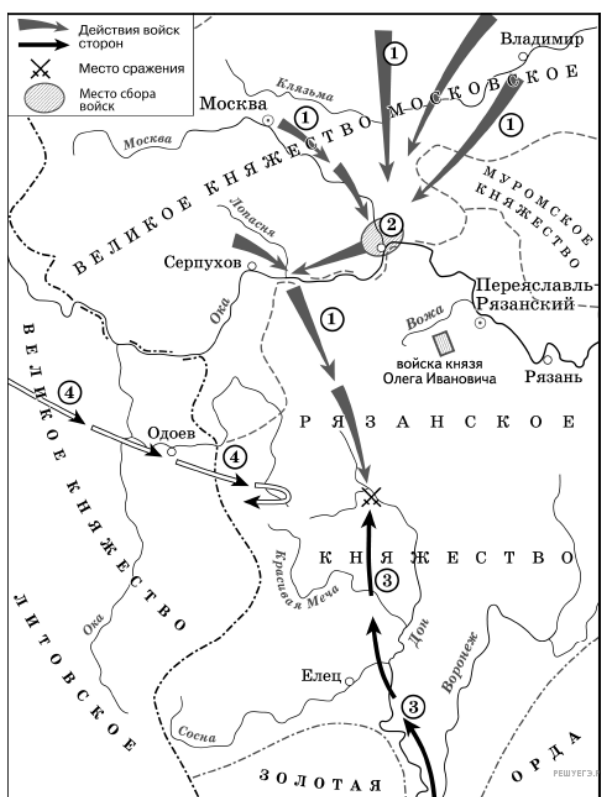 Действия войск
сторон
Место сражения
Место сбора
войск
1
Владимир
Клязьма
Москва
1
1
Москва
ВЕЛИКОЕ КНЯЖЕСТВО МОСКОВСКОЕ
МУРОМСКОЕ
КНЯЖЕСТВО
Лопасня
2
Серпухов
Ока
1
Переяславль-
Рязанский
Вожа
войска князя
Олега Ивановича
Рязань
4
Одоев
4
РЯЗАНСКОЕ
КНЯЖЕСТВО
ВЕЛИКОЕ КНЯЖЕСТВО
ЛИТОВСКОЕ
Красивая Меча
3
Ока
Дон
Воронеж
Елец
3
Сосна
ЗОЛОТАЯ
ОРДА